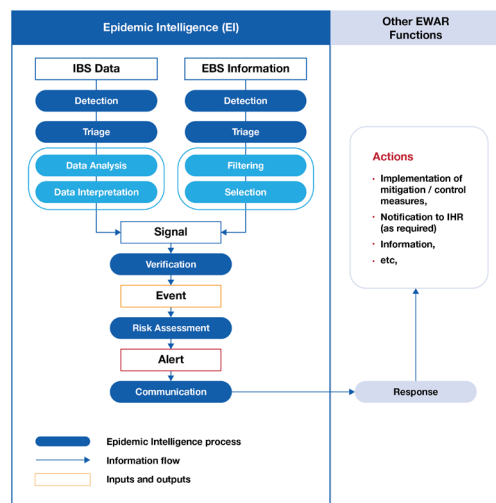 Epidemic Intelligence (EI)
Other EWAR
Functions
IBS Data
EBS Information
Detection
Detection
Triage
Triage
Data Analysis
Filtering
Data Interpretation
Selection
Signal
Verification
Event
Risk Assessment
Alert
Communication
Response
Actions
· Implementation of
mitigation / control
measures,
· Notification to IHR
(as required)
· Information,
· etc,
Epidemic Intelligence process
Information flow
Inputs and outputs